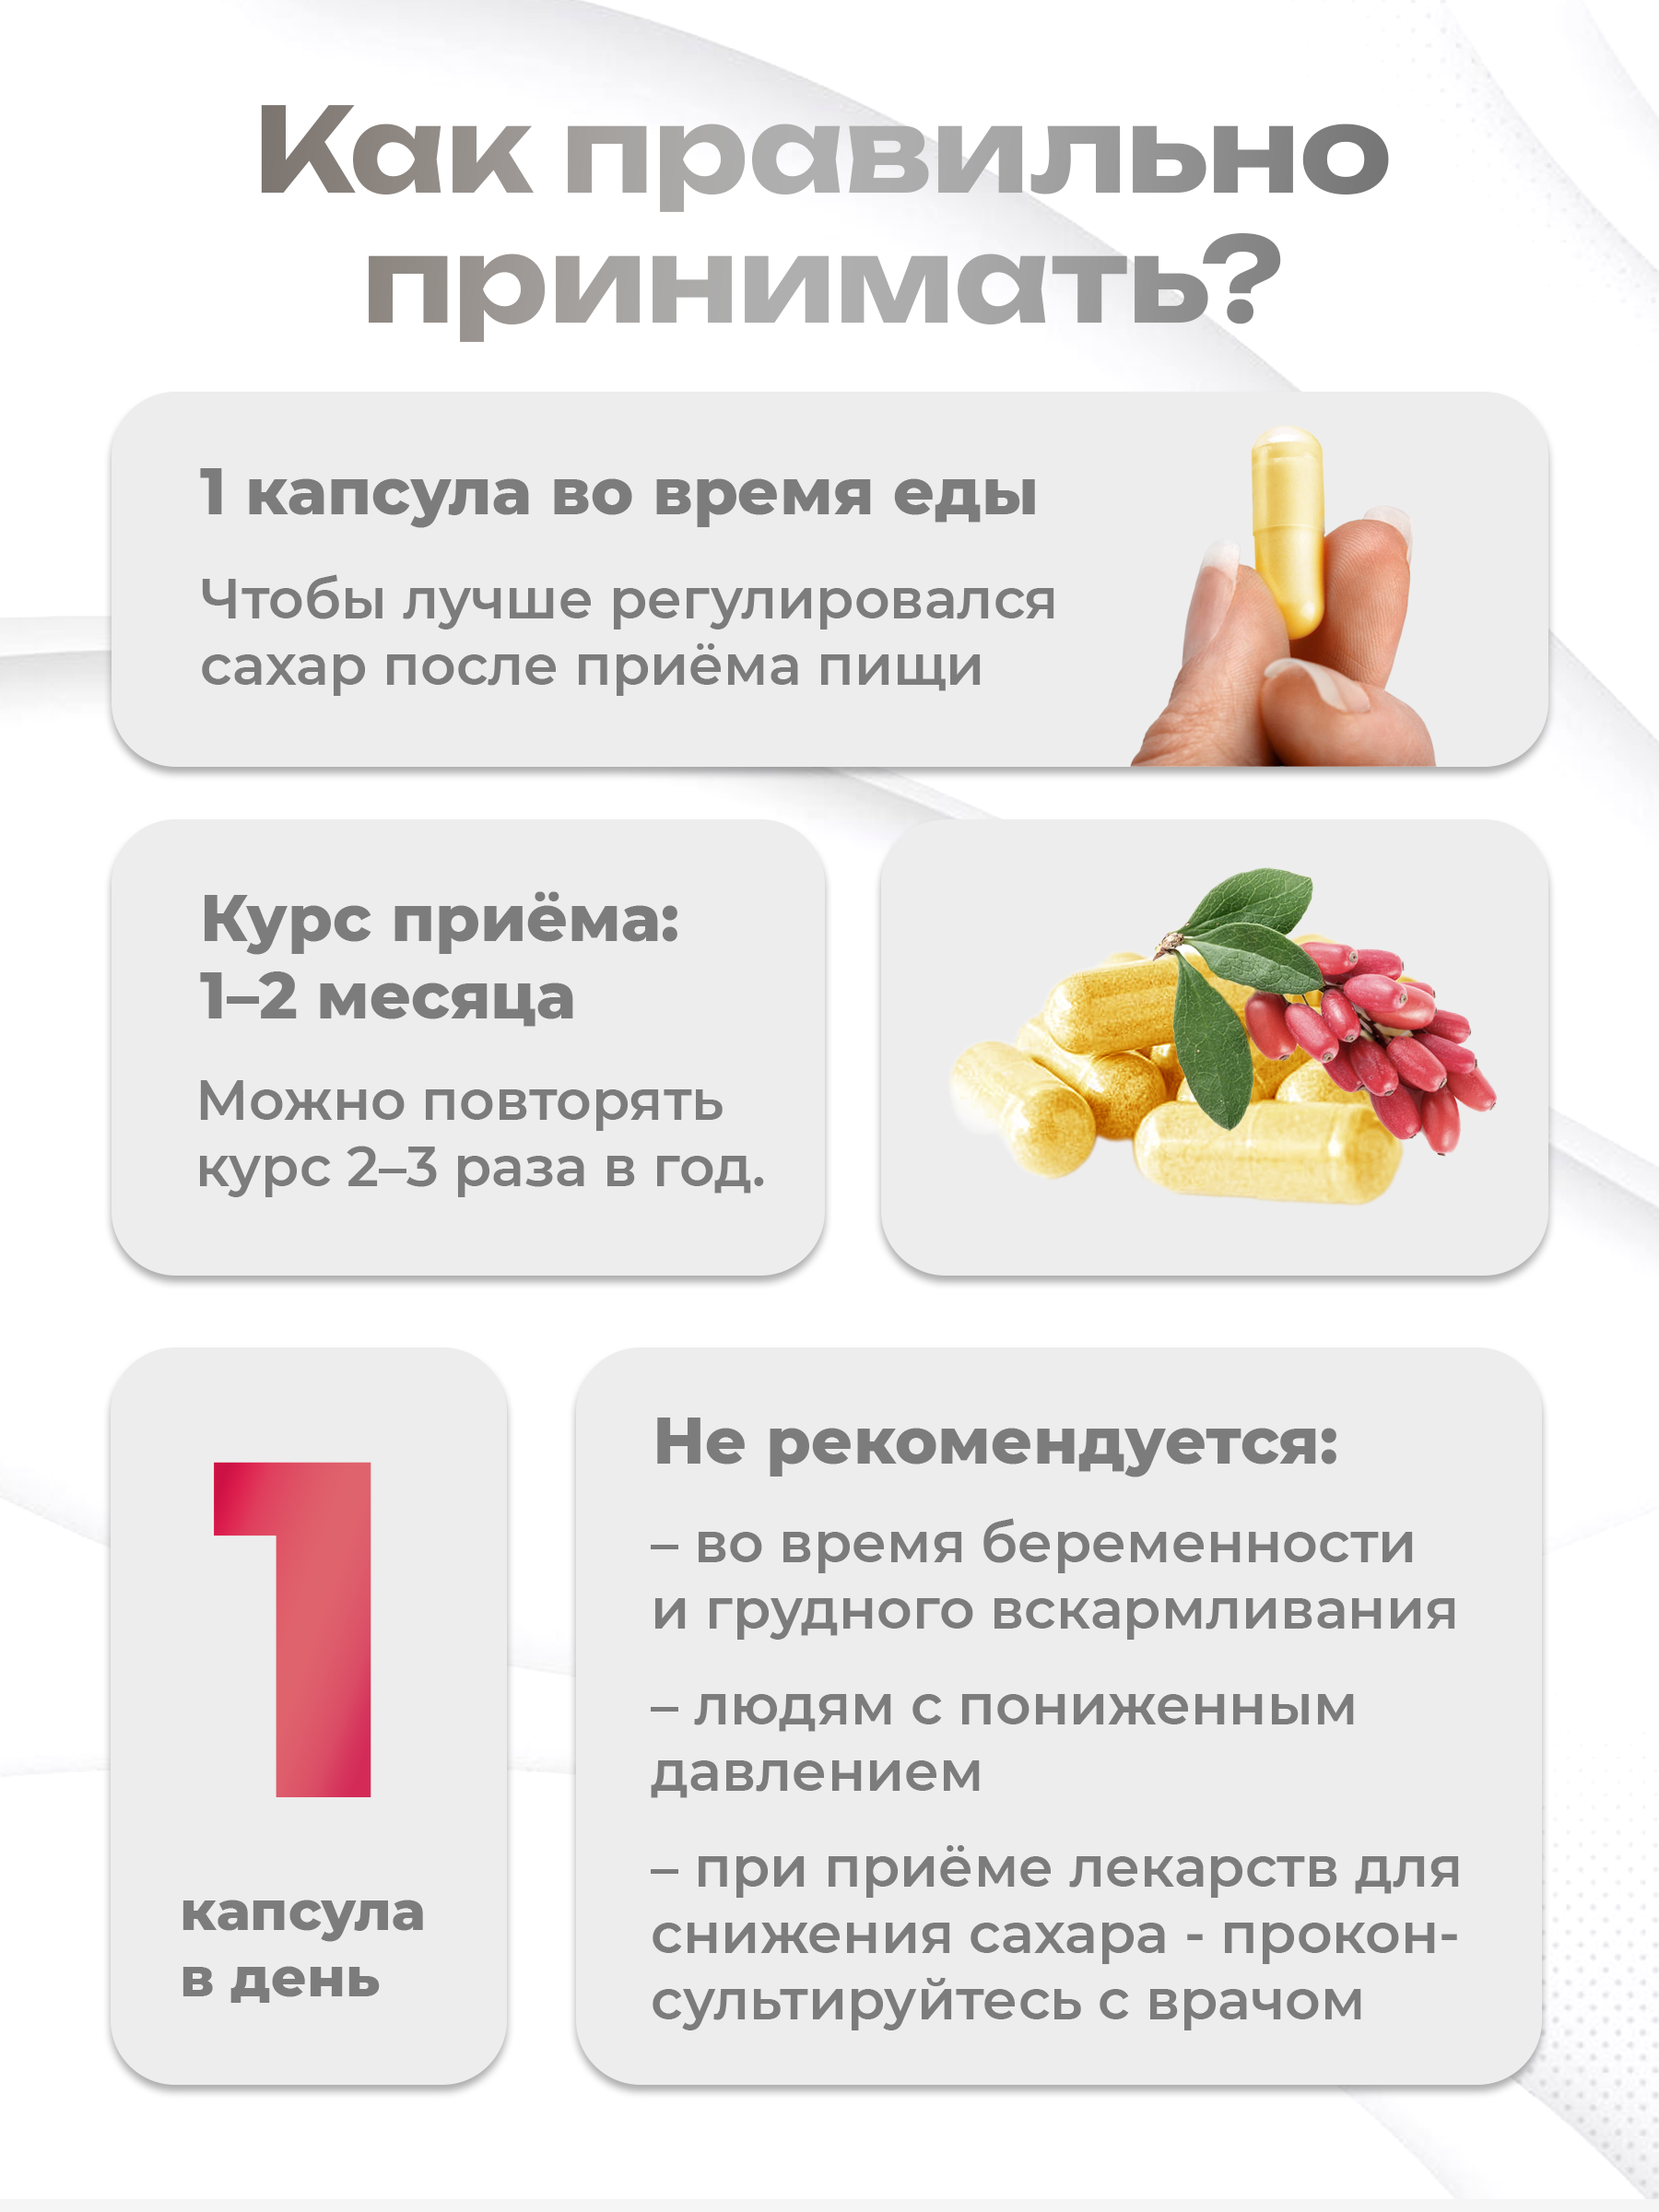 Как правильно
принимать?
1 капсула во время еды
Чтобы лучше регулировался
сахар после приёма пищи
Курс приёма:
1–2 месяца
Можно повторять
курс 2–3 раза в год.
1
капсула
в день
Не рекомендуется:
– во время беременности
и грудного вскармливания
– людям с пониженным
давлением
– при приёме лекарств для
снижения сахара - прокон-
сультируйтесь с врачом